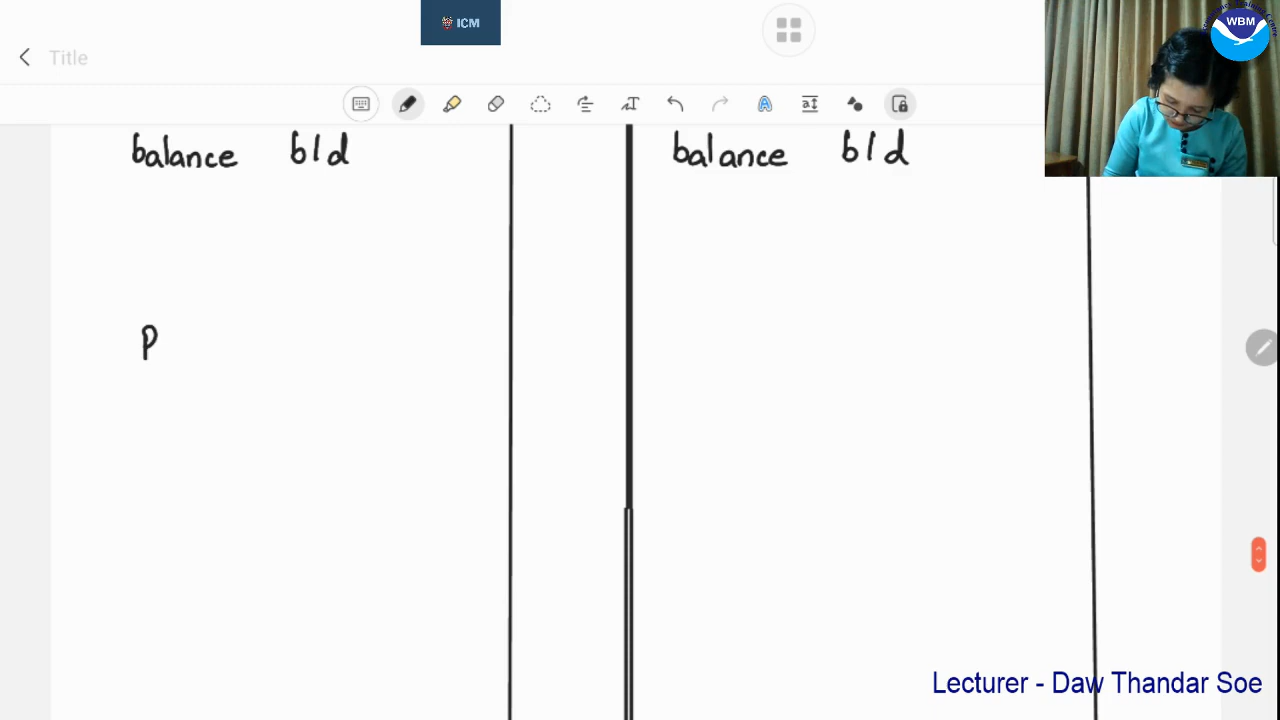 ICM
WBM
Title
balance b/d balance b/d
p
Lecturer - Daw Thandar Soe